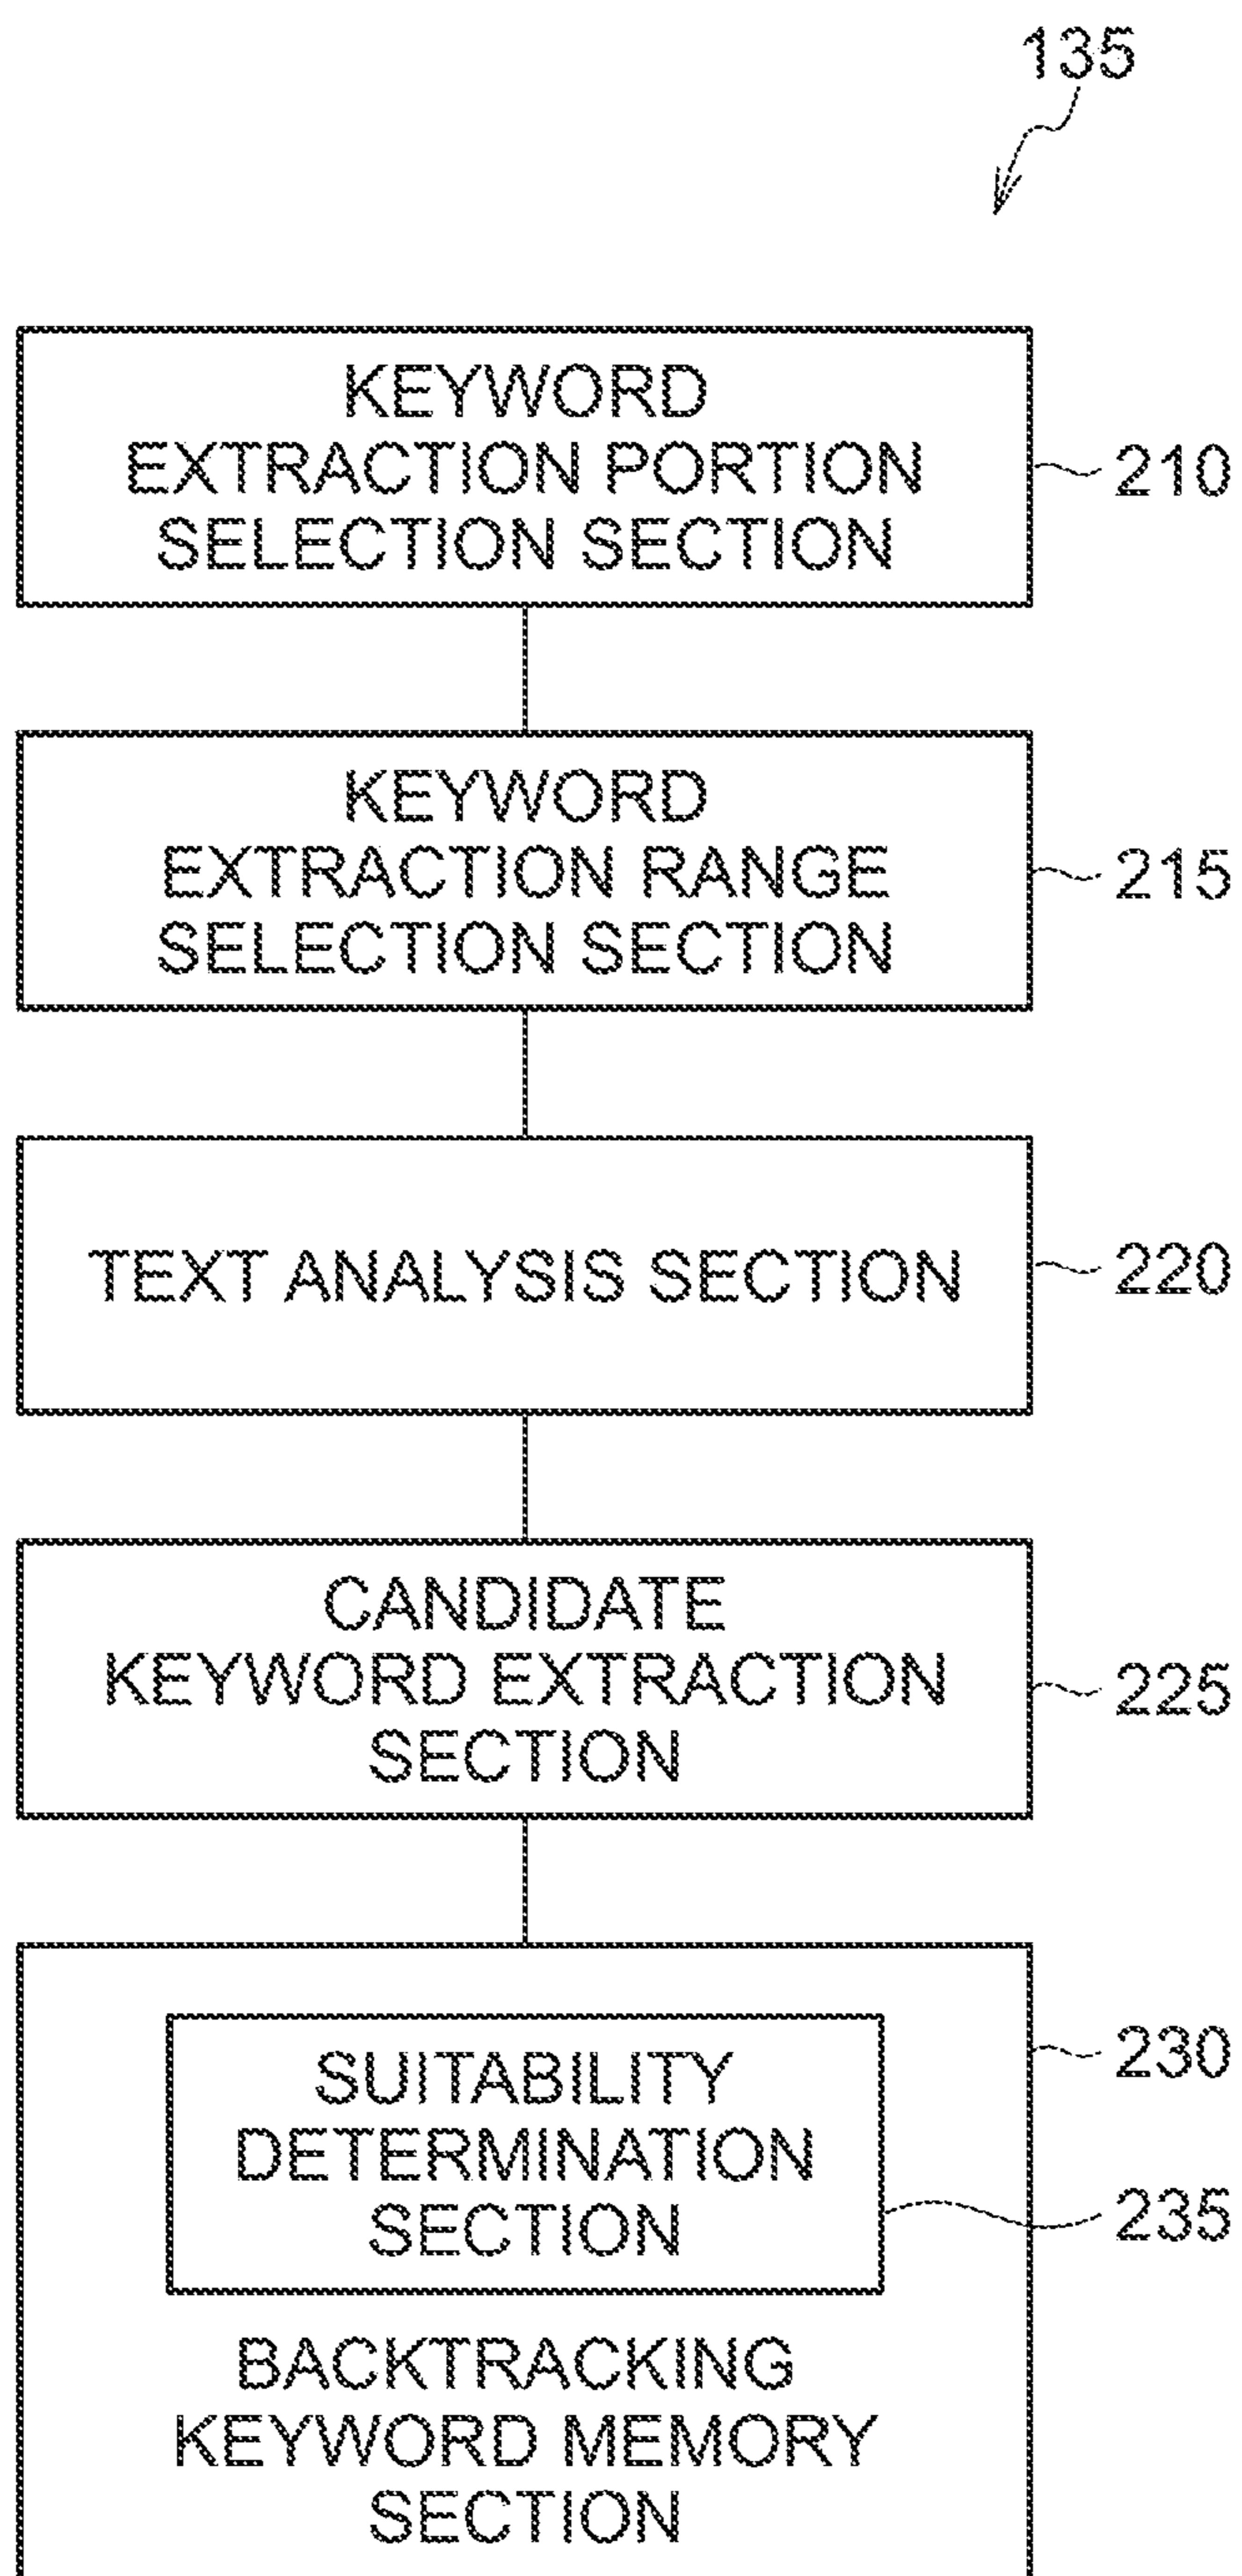 135
KEYWORD
EXTRACTION PORTION
SELECTION SECTION
210
KEYWORD
EXTRACTION RANGE
SELECTION SECTION
215
TEXT ANALYSIS SECTION
220
CANDIDATE
KEYWORD EXTRACTION
SECTION
225
230
SUITABILITY
DETERMINATION
SECTION
235
BACKTRACKING
KEYWORD MEMORY
SECTION